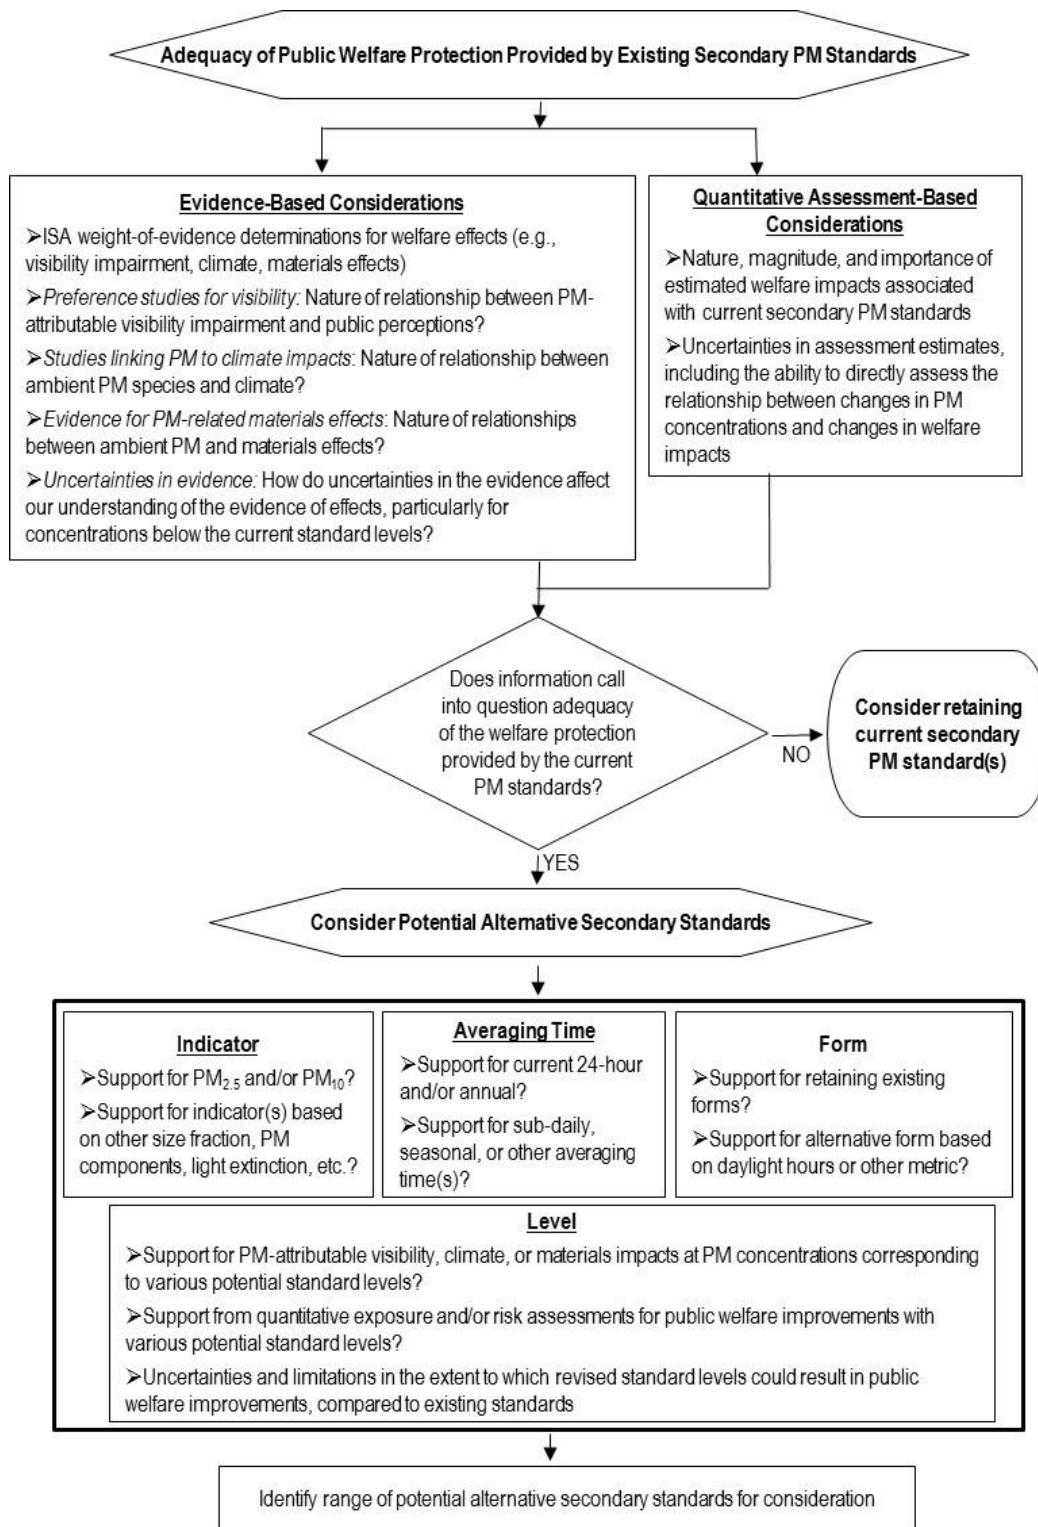 Adequacy of Public Welfare Protection Provided by Existing Secondary PM Standards
Evidence-Based Considerations
➢ISA weight-of-evidence determinations for welfare effects (e.g.,
visibility impairment, climate, materials effects)
➢Preference studies for visibility: Nature of relationship between PM-
attributable visibility impairment and public perceptions?
➢Studies linking PM to climate impacts: Nature of relationship between
ambient PM species and climate?
➢Evidence for PM-related materials effects: Nature of relationships
between ambient PM and materials effects?
➢Uncertainties in evidence: How do uncertainties in the evidence affect
our understanding of the evidence of effects, particularly for
concentrations below the current standard levels?
Quantitative Assessment-Based
Considerations
➢Nature, magnitude, and importance of
estimated welfare impacts associated
with current secondary PM standards
➢Uncertainties in assessment estimates,
including the ability to directly assess the
relationship between changes in PM
concentrations and changes in welfare
impacts
Does information call
into question adequacy
of the welfare protection
provided by the current
PM standards?
NO
Consider retaining
current secondary
PM standard(s)
YES
Consider Potential Alternative Secondary Standards
Indicator
➢Support for PM2.5 and/or PM10?
➢Support for indicator(s) based
on other size fraction, PM
components, light extinction, etc.?
Averaging Time
➢Support for current 24-hour
and/or annual?
➢Support for sub-daily,
seasonal, or other averaging
time(s)?
Form
➢Support for retaining existing
forms?
➢Support for alternative form based
on daylight hours or other metric?
Level
➢Support for PM-attributable visibility, climate, or materials impacts at PM concentrations corresponding
to various potential standard levels?
➢Support from quantitative exposure and/or risk assessments for public welfare improvements with
various potential standard levels?
➢Uncertainties and limitations in the extent to which revised standard levels could result in public
welfare improvements, compared to existing standards
Identify range of potential alternative secondary standards for consideration